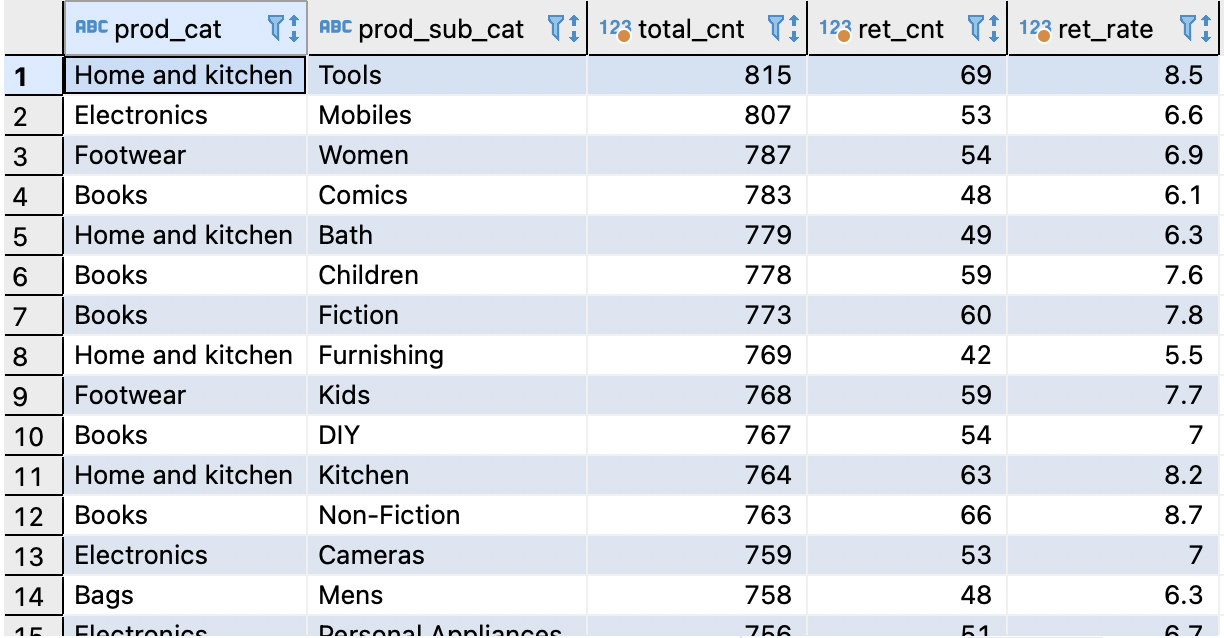 ABC prod_cat ABC prod_sub_cat 123 total_cnt 123 ret_cnt 123 ret_rate
1 Home and kitchen Tools 815 69 8.5
2 Electronics Mobiles 807 53 6.6
3 Footwear Women 787 54 6.9
4 Books Comics 783 48 6.1
5 Home and kitchen Bath 779 49 6.3
6 Books Children 778 59 7.6
7 Books Fiction 773 60 7.8
8 Home and kitchen Furnishing 769 42 5.5
9 Footwear Kids 768 59 7.7
10 Books DIY 767 54 7
11 Home and kitchen Kitchen 764 63 8.2
12 Books Non-Fiction 763 66 8.7
13 Electronics Cameras 759 53 7
14 Bags Mens 758 48 6.3
15 Electronics Personal Appliances 756 51 6.7